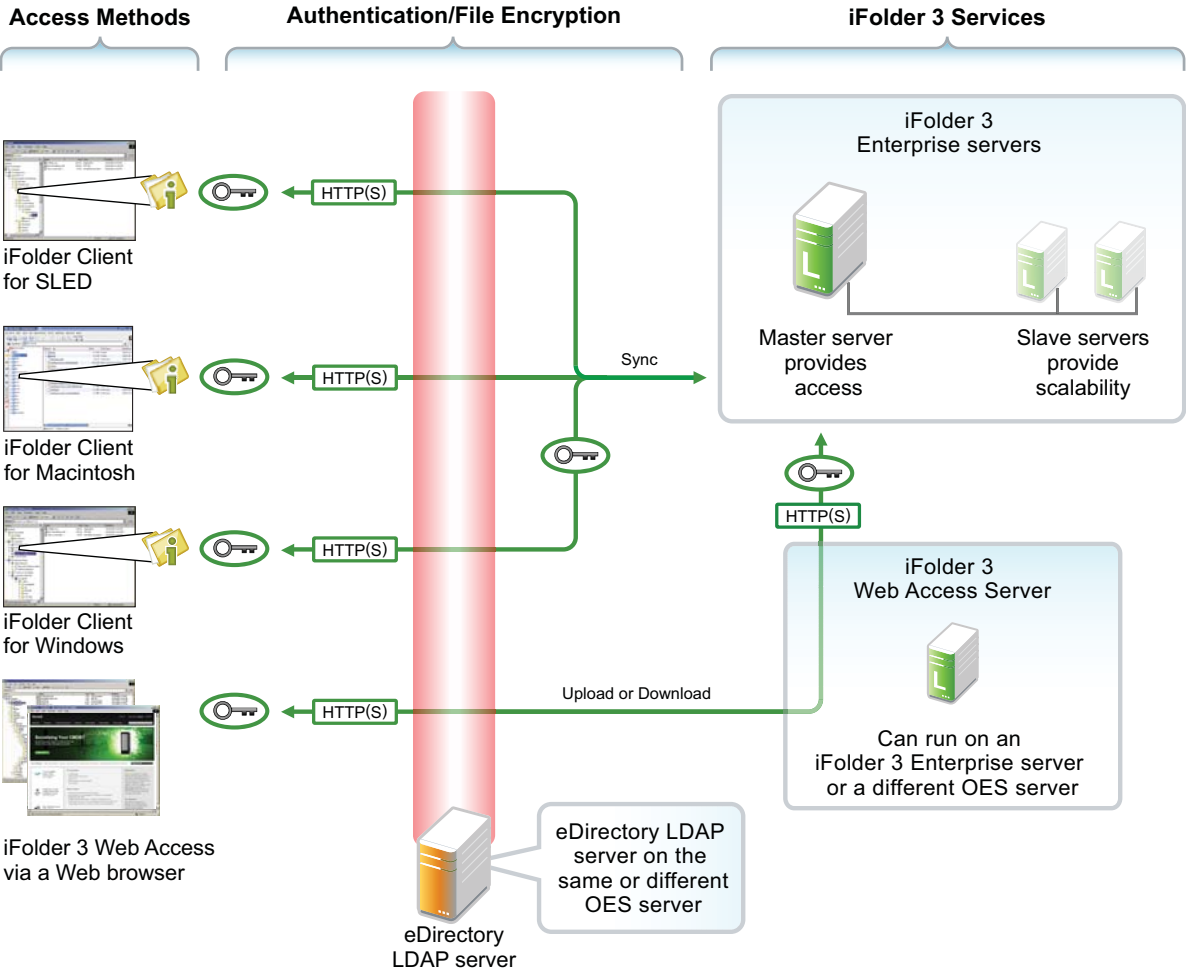 Access Methods
Authentication/File Encryption
iFolder 3 Services
iFolder 3
Enterprise servers
HTTP(S)
iFolder Client
for SLED
L
L
L
Master server
provides
access
Slave servers
provide
scalability
Sync
HTTP(S)
iFolder Client
for Macintosh
HTTP(S)
HTTP(S)
iFolder Client
for Windows
iFolder 3
Web Access Server
L
Upload or Download
HTTP(S)
Can run on an
iFolder 3 Enterprise server
or a different OES server
iFolder 3 Web Access
via a Web browser
eDirectory LDAP
server on the
same or different
OES server
eDirectory
LDAP server